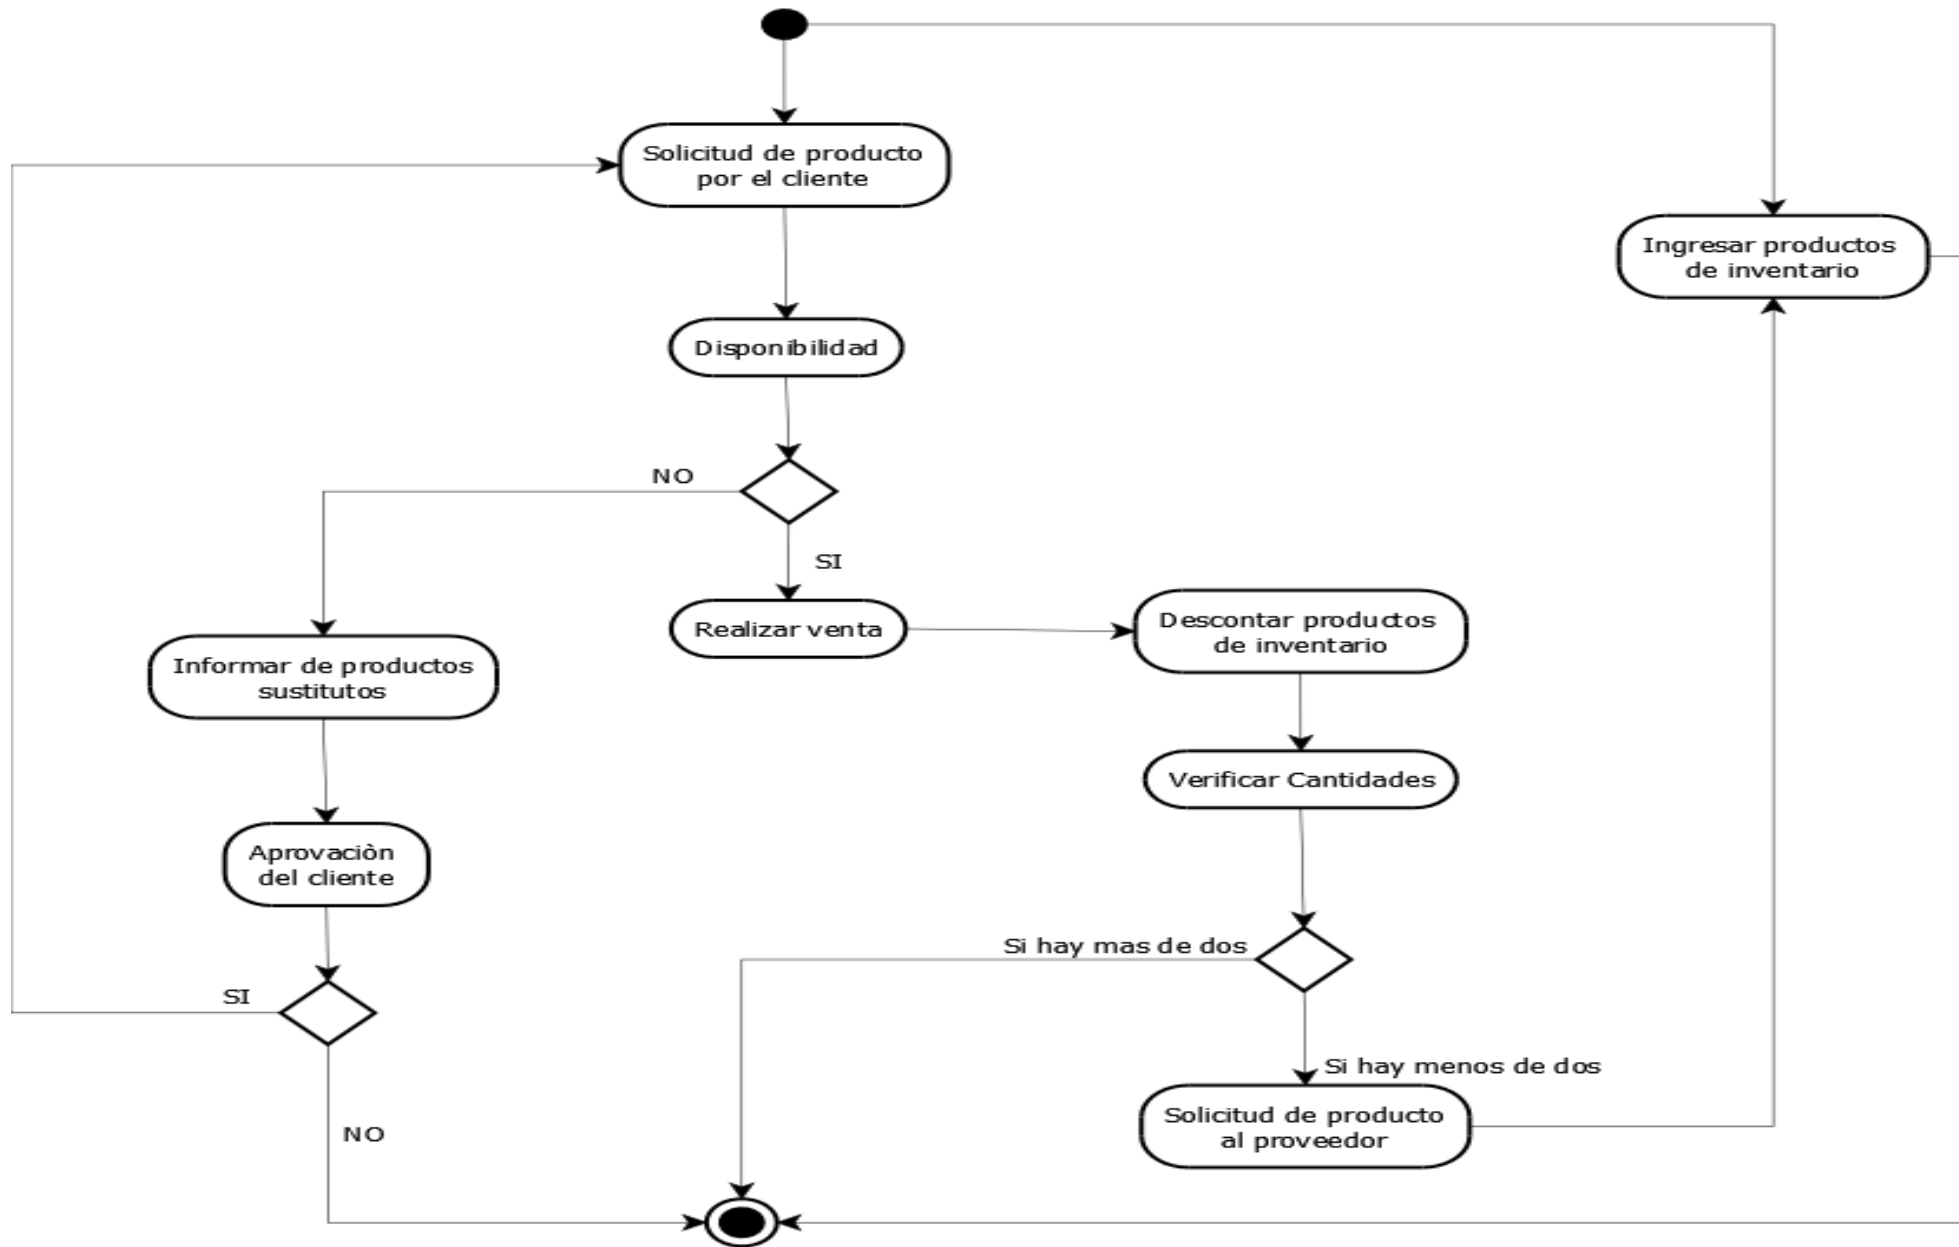 Solicitud de producto
por el cliente
Ingresar productos
de inventario
Disponibilidad
NO
SI
Realizar venta
Descontar productos
de inventario
Informar de productos
sustitutos
Verificar Cantidades
Aprovaciòn
del cliente
Si hay mas de dos
SI
Si hay menos de dos
Solicitud de producto
al proveedor
NO